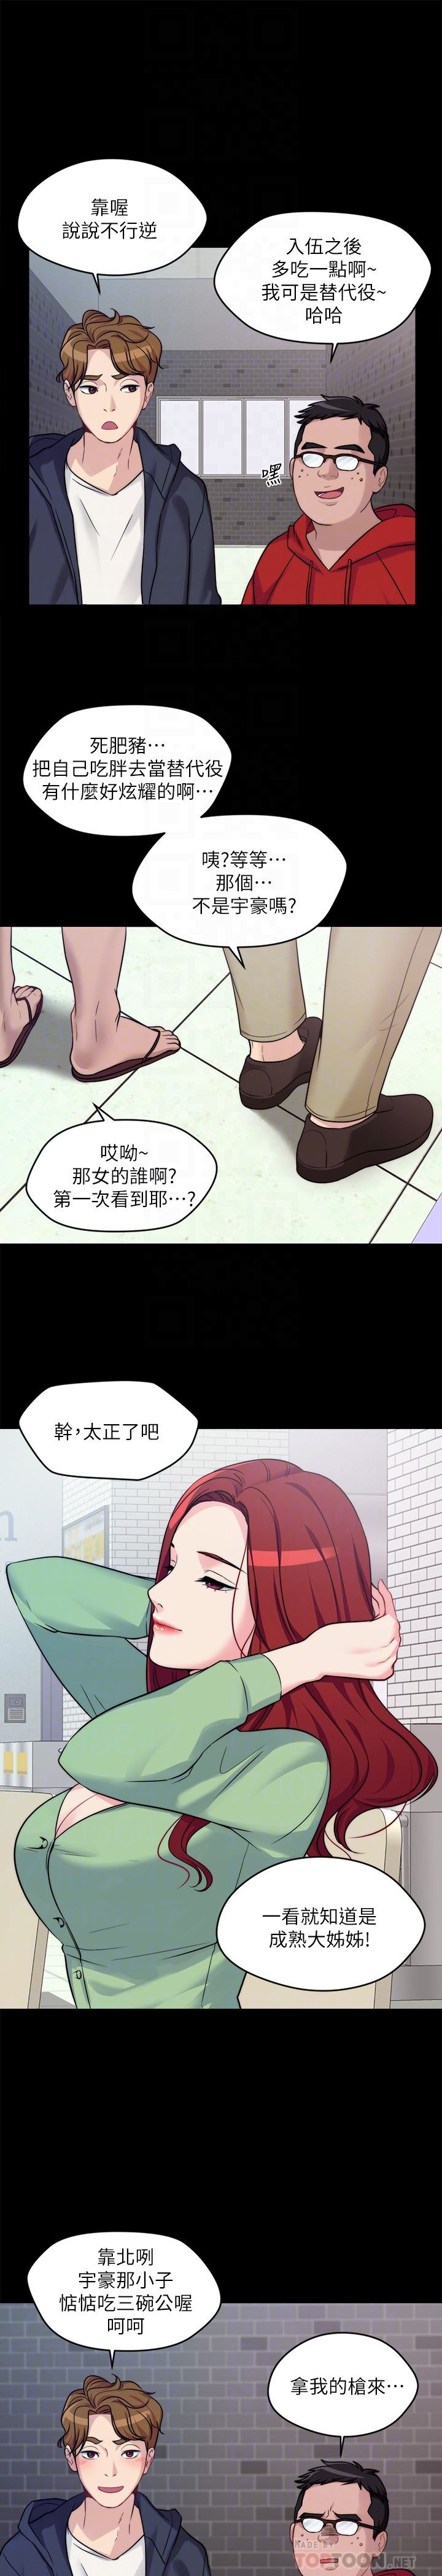 靠喔
說說不行逆
入伍之後
多吃一點啊~
我可是替代役~
哈哈
嘿
死肥豬…
把自己吃胖去當替代役
有什麼好炫耀的啊…
咦?等等…
那個…
不是宇豪嗎?
哎呦~
那女的誰啊?
第一次看到耶…?
幹,太正了吧
一看就知道是
成熟大姊姊!
靠北咧
宇豪那小子
惦惦吃三碗公喔
呵呵
拿我的槍來…
MADE BY
TOPTOON.NET